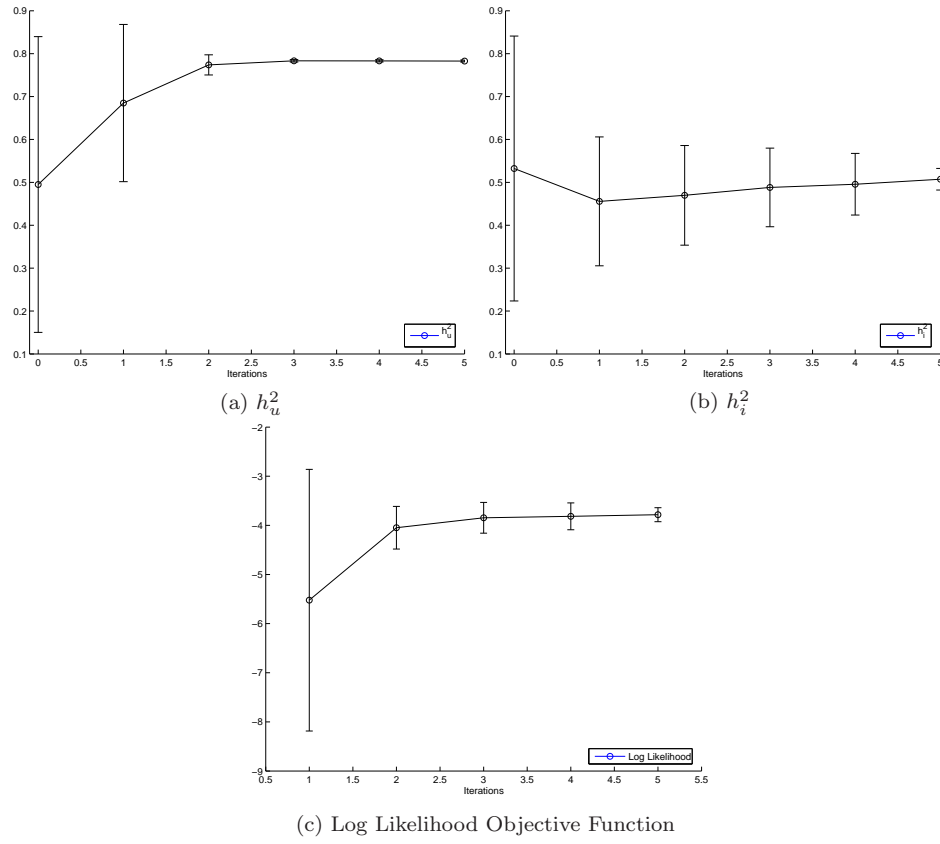 0.9
0.8
0.7
0.6
0.5
0.4
0.3
0.2
0.1
0 0.5 1 1.5 2 2.5 3 3.5 4 4.5 5
Iterations
h_u^2
(a) h_u^2
0.9
0.8
0.7
0.6
0.5
0.4
0.3
0.2
0.1
0 0.5 1 1.5 2 2.5 3 3.5 4 4.5 5
Iterations
h_i^2
(b) h_i^2
−2
−3
−4
−5
−6
−7
−8
−9
0.5 1 1.5 2 2.5 3 3.5 4 4.5 5 5.5
Iterations
Log Likelihood
(c) Log Likelihood Objective Function